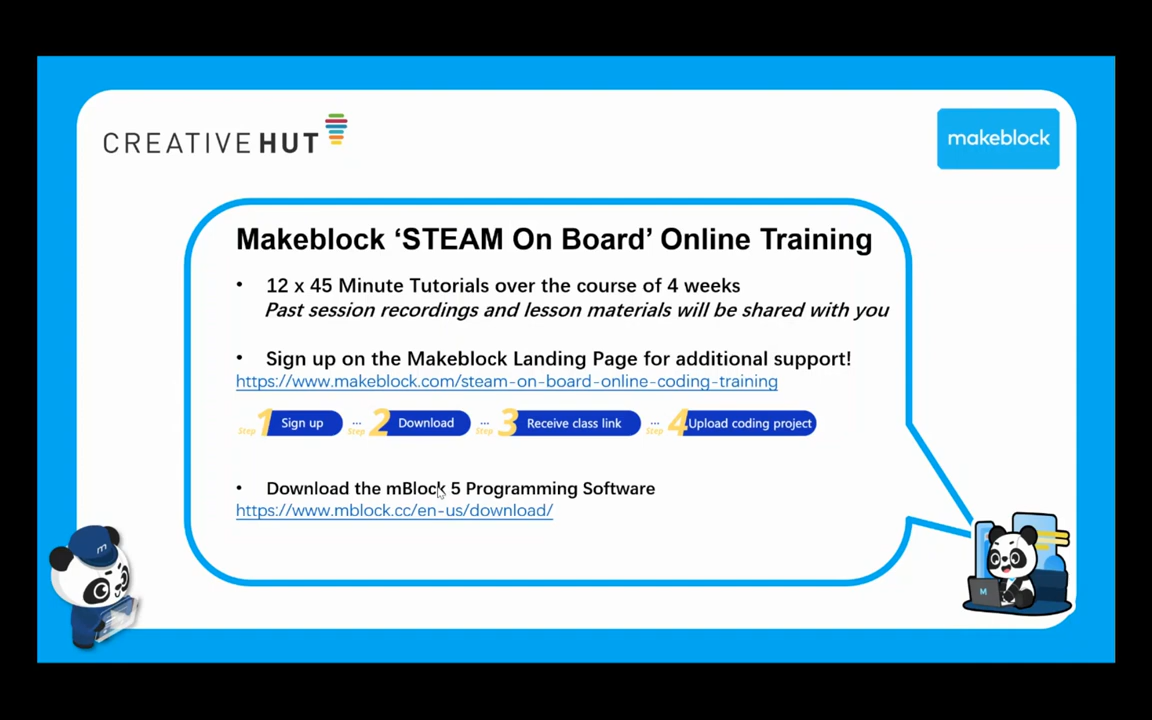 CREATIVE HUT
makeblock
Makeblock ‘STEAM On Board’ Online Training
• 12 x 45 Minute Tutorials over the course of 4 weeks
Past session recordings and lesson materials will be shared with you
• Sign up on the Makeblock Landing Page for additional support!
https://www.makeblock.com/steam-on-board-online-coding-training
Step 1 Sign up ... Step 2 Download ... Step 3 Receive class link ... Step 4 Upload coding project
• Download the mBlock 5 Programming Software
https://www.mblock.cc/en-us/download/
m
M